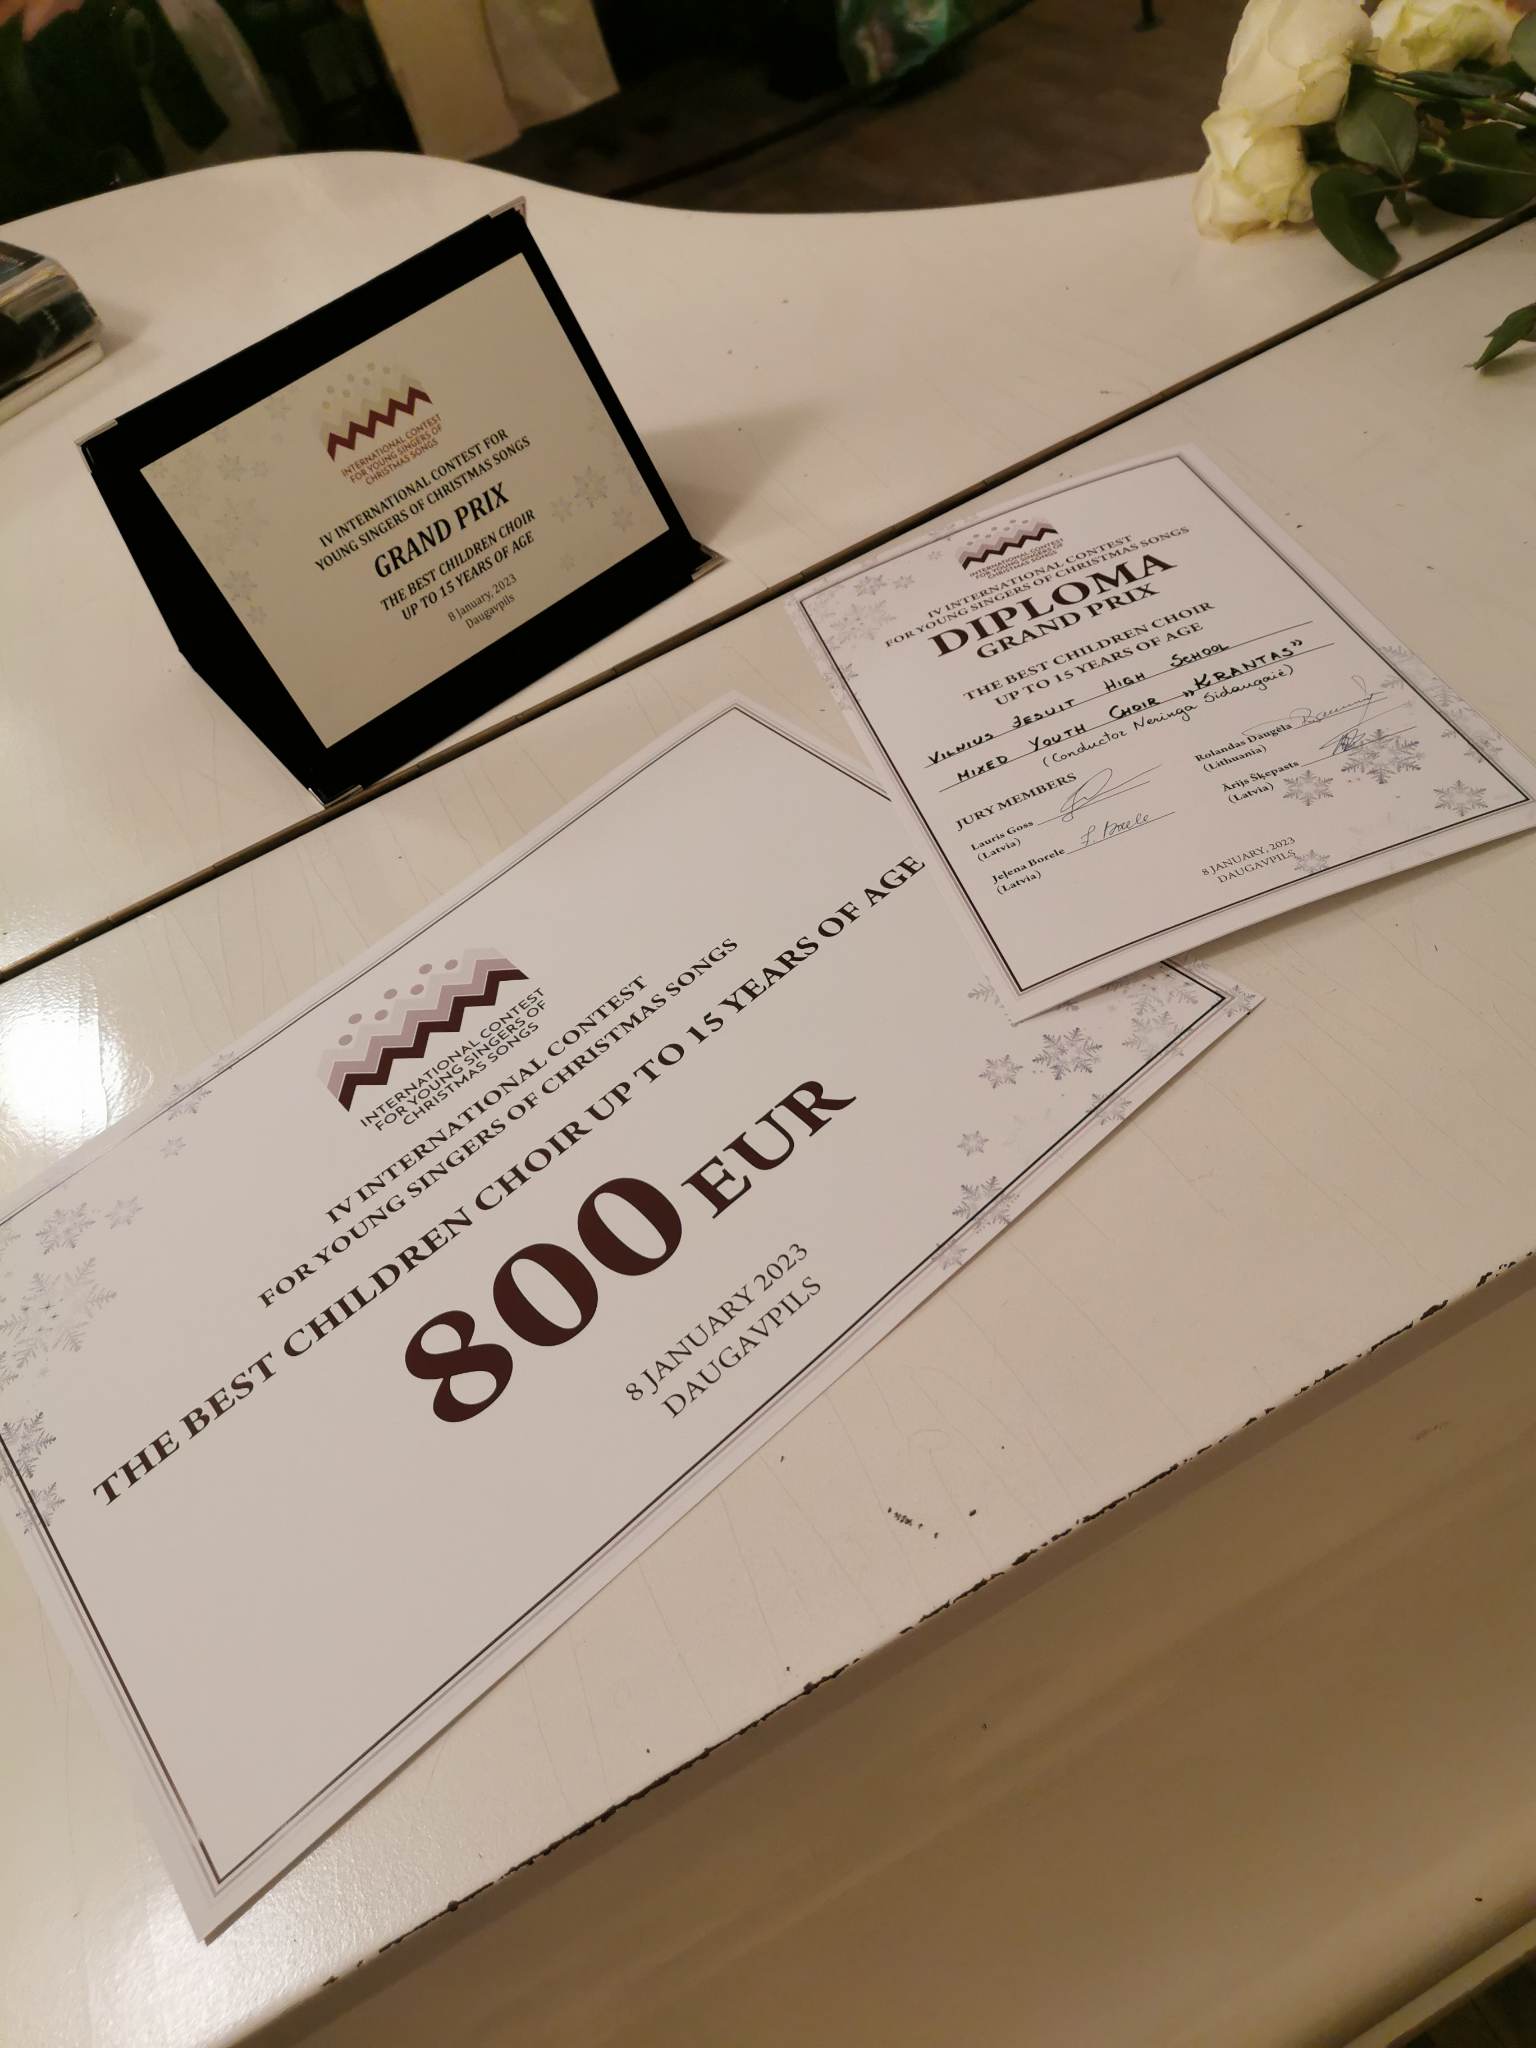 INTERNATIONAL CONTEST
FOR YOUNG SINGERS OF
CHRISTMAS SONGS
IV INTERNATIONAL CONTEST FOR
YOUNG SINGERS OF CHRISTMAS SONGS
GRAND PRIX
THE BEST CHILDREN CHOIR
UP TO 15 YEARS OF AGE
8 January, 2023
Daugavpils
INTERNATIONAL CONTEST
FOR YOUNG SINGERS OF
CHRISTMAS SONGS
IV INTERNATIONAL CONTEST
FOR YOUNG SINGERS OF CHRISTMAS SONGS
DIPLOMA
GRAND PRIX
THE BEST CHILDREN CHOIR
UP TO 15 YEARS OF AGE
VILNIUS JESUIT HIGH SCHOOL
MIXED YOUTH CHOIR »KRANTAS»
(Conductor Neringa Sidaugaiė)
JURY MEMBERS
Lauris Goss
(Latvia)
Jeļena Borele J. Borele
(Latvia)
Rolandas Daugėla
(Lithuania)
Ārijs Šķepasts
(Latvia)
8 JANUARY, 2023
DAUGAVPILS
INTERNATIONAL CONTEST
FOR YOUNG SINGERS OF
CHRISTMAS SONGS
IV INTERNATIONAL CONTEST
FOR YOUNG SINGERS OF CHRISTMAS SONGS
THE BEST CHILDREN CHOIR UP TO 15 YEARS OF AGE
800 EUR
8 JANUARY 2023
DAUGAVPILS